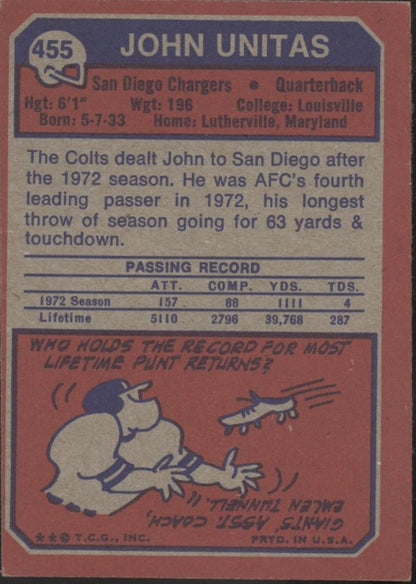 455
JOHN UNITAS
San Diego Chargers • Quarterback
Hgt: 6'1" Wgt: 196 College: Louisville
Born: 5-7-33 Home: Lutherville, Maryland
The Colts dealt John to San Diego after
the 1972 season. He was AFC's fourth
leading passer in 1972, his longest
throw of season going for 63 yards &
touchdown.
PASSING RECORD
ATT. COMP. YDS. TDS.
1972 Season 157 88 1111 4
Lifetime 5110 2796 39,768 287
WHO HOLDS THE RECORD FOR MOST
LIFETIME PUNT RETURNS?
GIANTS' ASST. COACH,
EMLEN TUNNELL.
**© T.C.G., INC. PRTD. IN U.S.A.